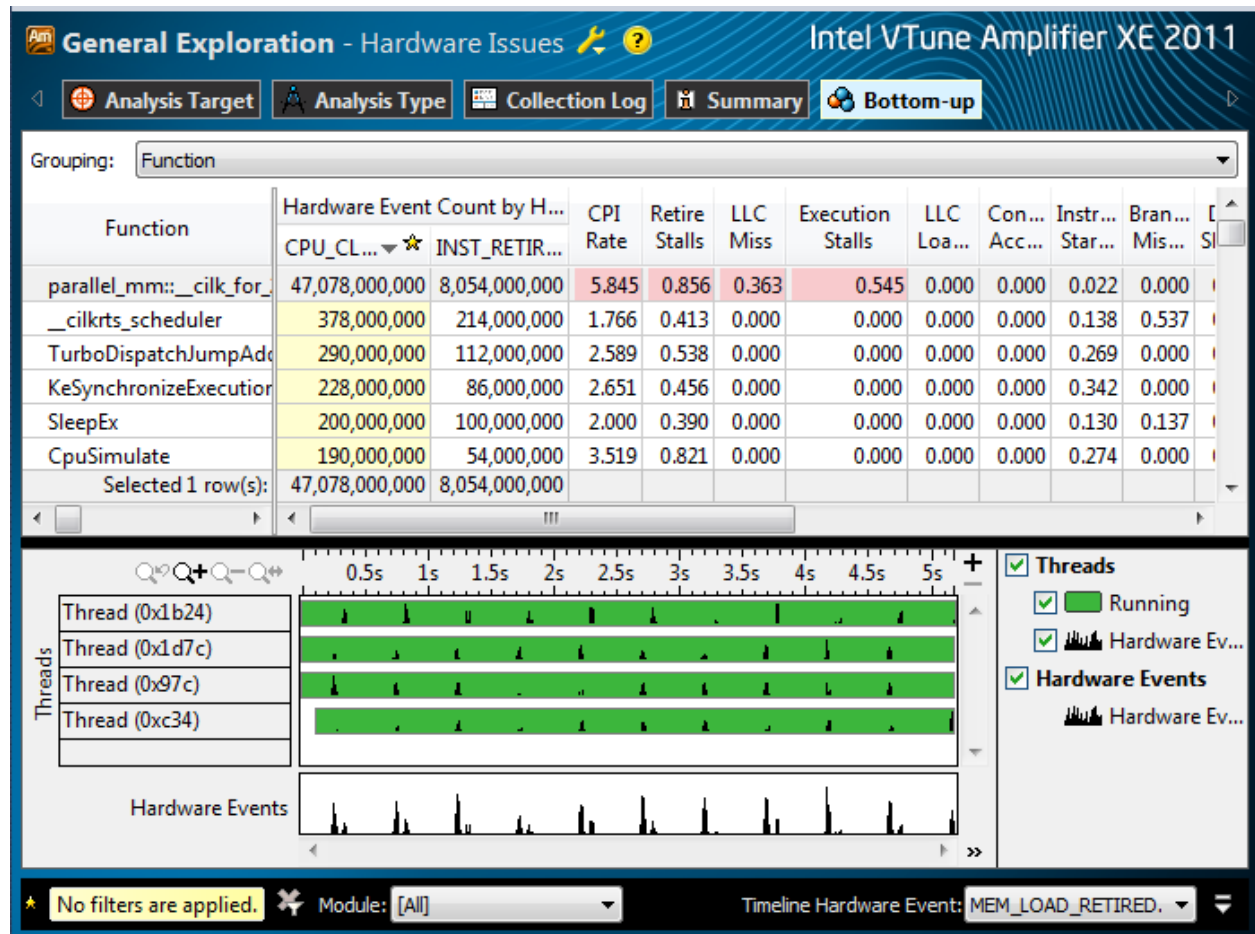 Am General Exploration - Hardware Issues ? Intel VTune Amplifier XE 2011
Analysis Target Analysis Type Collection Log Summary Bottom-up
Grouping: Function
Function Hardware Event Count by H... CPI Rate Retire Stalls LLC Miss Execution Stalls LLC Loa... Con... Acc... Instr... Star... Bran... Mis...
CPU_CL... INST_RETIR...
parallel_mm::__cilk_for_ 47,078,000,000 8,054,000,000 5.845 0.856 0.363 0.545 0.000 0.000 0.022 0.000
__cilkrts_scheduler 378,000,000 214,000,000 1.766 0.413 0.000 0.000 0.000 0.000 0.138 0.537
TurboDispatchJumpAdd 290,000,000 112,000,000 2.589 0.538 0.000 0.000 0.000 0.000 0.269 0.000
KeSynchronizeExecution 228,000,000 86,000,000 2.651 0.456 0.000 0.000 0.000 0.000 0.342 0.000
SleepEx 200,000,000 100,000,000 2.000 0.390 0.000 0.000 0.000 0.000 0.130 0.137
CpuSimulate 190,000,000 54,000,000 3.519 0.821 0.000 0.000 0.000 0.000 0.274 0.000
Selected 1 row(s): 47,078,000,000 8,054,000,000
0.5s 1s 1.5s 2s 2.5s 3s 3.5s 4s 4.5s 5s
Threads
Thread (0x1b24)
Thread (0x1d7c)
Thread (0x97c)
Thread (0xc34)
Hardware Events
Threads
Running
Hardware Ev...
Hardware Events
Hardware Ev...
No filters are applied. Module: [All] Timeline Hardware Event: MEM_LOAD_RETIRED.